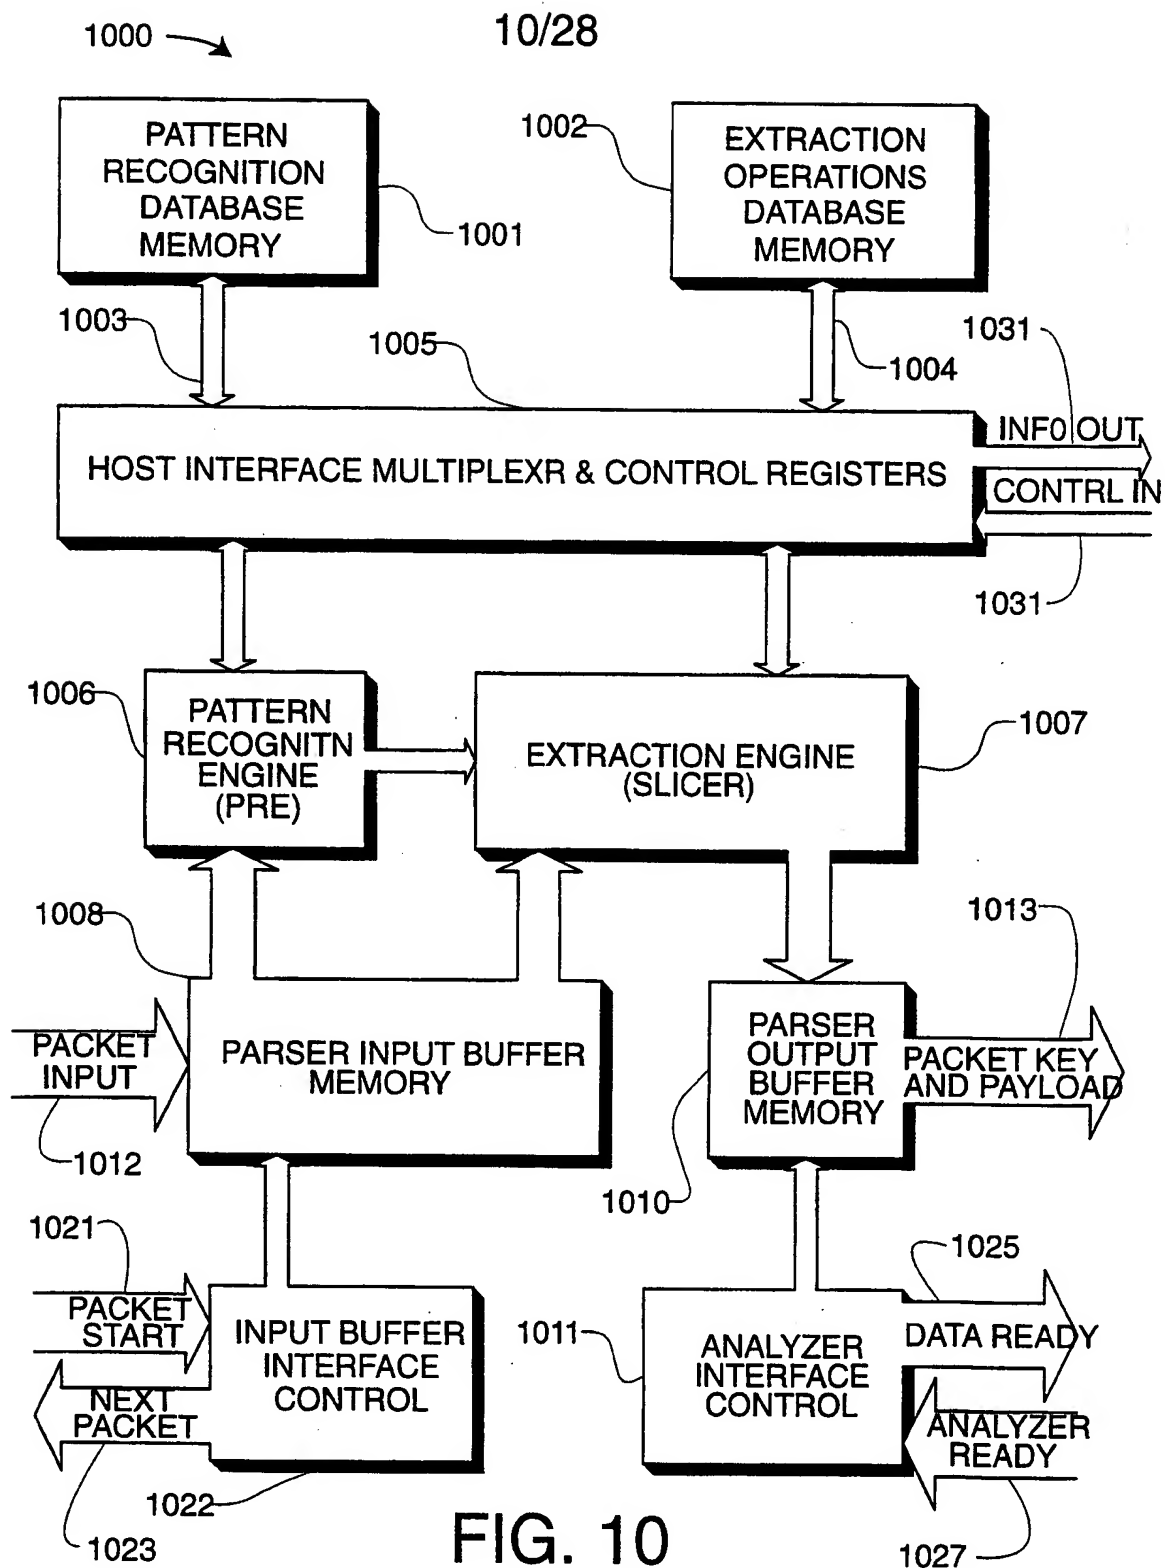 1000
10/28
PATTERN
RECOGNITION
DATABASE
MEMORY
1001
1002
EXTRACTION
OPERATIONS
DATABASE
MEMORY
1003
1005
1004
1031
HOST INTERFACE MULTIPLEXR & CONTROL REGISTERS
INFO OUT
CONTRL IN
1031
1006
PATTERN
RECOGNITN
ENGINE
(PRE)
EXTRACTION ENGINE
(SLICER)
1007
1008
1013
PACKET
INPUT
PARSER INPUT BUFFER
MEMORY
PARSER
OUTPUT
BUFFER
MEMORY
PACKET KEY
AND PAYLOAD
1012
1010
1021
1025
PACKET
START
INPUT BUFFER
INTERFACE
CONTROL
1011
ANALYZER
INTERFACE
CONTROL
DATA READY
NEXT
PACKET
ANALYZER
READY
1022
1023
1027
FIG. 10